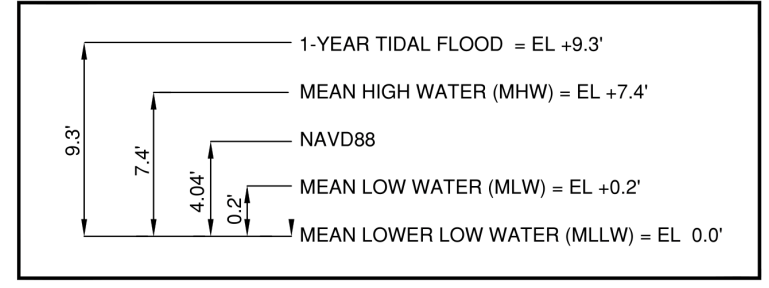 1-YEAR TIDAL FLOOD = EL +9.3'
MEAN HIGH WATER (MHW) = EL +7.4'
NAVD88
MEAN LOW WATER (MLW) = EL +0.2'
MEAN LOWER LOW WATER (MLLW) = EL 0.0'
9.3'
7.4'
4.04'
0.2'